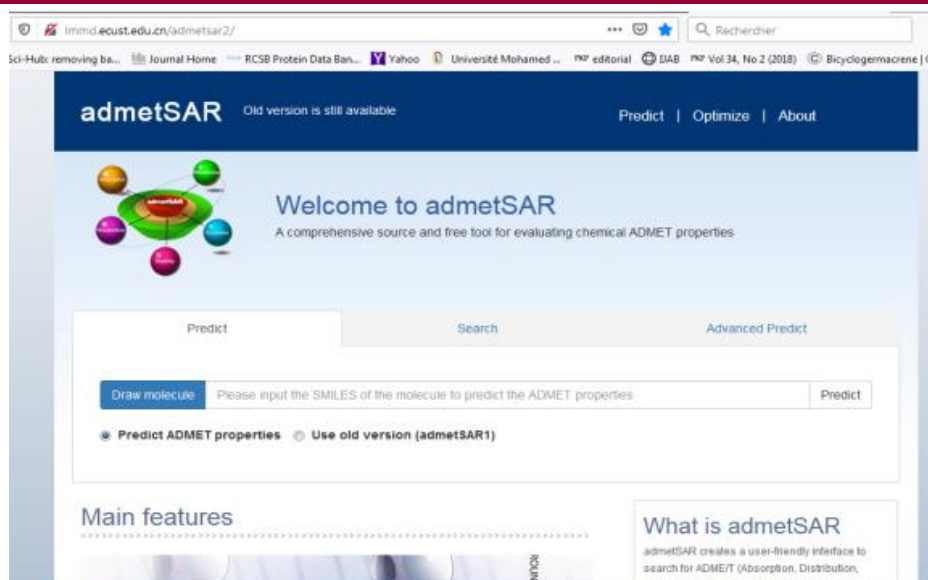 lmmd.ecust.edu.cn/admetsar2/
Rechercher
Sci-Hub: removing ba... Journal Home RCSB Protein Data Ban... Yahoo Université Mohamed ... PKP editorial DAB PKP Vol 34, No 2 (2018) Bicyclogermacrene |
admetSAR Old version is still available Predict | Optimize | About
admetSAR
Welcome to admetSAR
A comprehensive source and free tool for evaluating chemical ADMET properties
Predict Search Advanced Predict
Draw molecule Please input the SMILES of the molecule to predict the ADMET properties Predict
Predict ADMET properties Use old version (admetSAR1)
Main features
What is admetSAR
admetSAR creates a user-friendly interface to
search for ADME/T (Absorption, Distribution,
ROUN